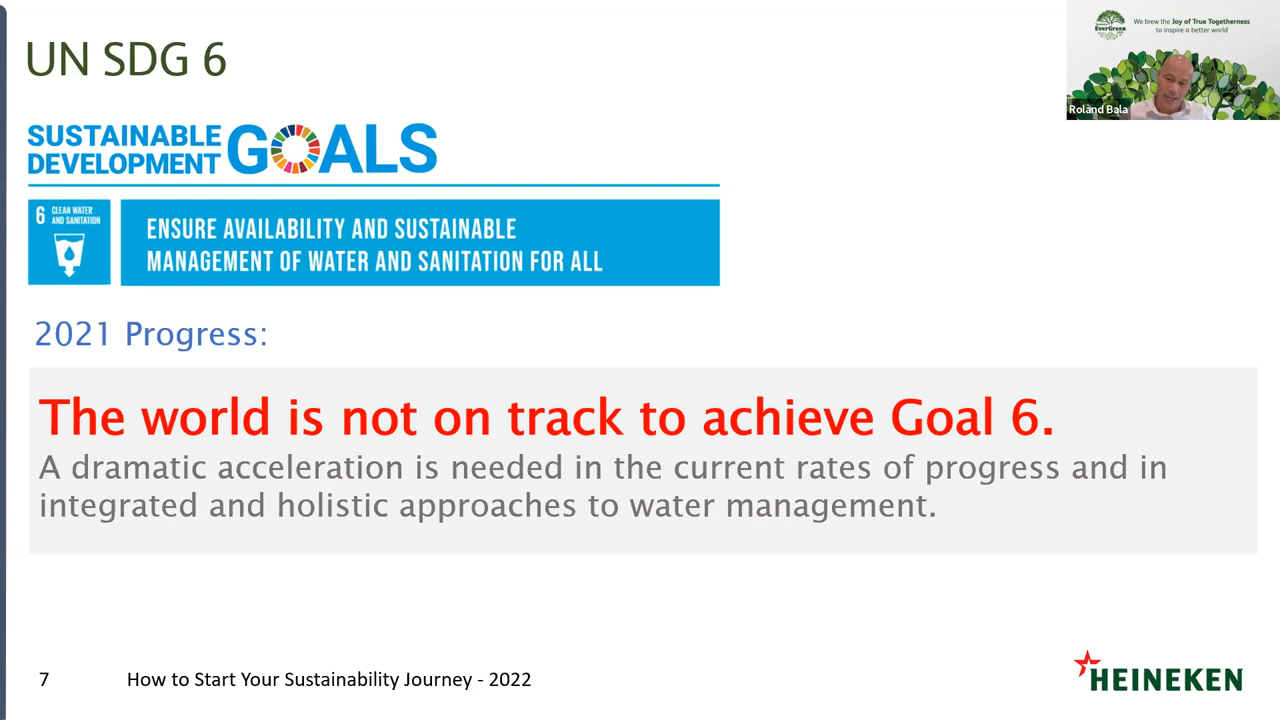 UN SDG 6
We brew the Joy of True Togetherness
to inspire a better world
EverGreen
Roland Bala
SUSTAINABLE
DEVELOPMENT
GOALS
6 CLEAN WATER
AND SANITATION
ENSURE AVAILABILITY AND SUSTAINABLE
MANAGEMENT OF WATER AND SANITATION FOR ALL
2021 Progress:
The world is not on track to achieve Goal 6.
A dramatic acceleration is needed in the current rates of progress and in
integrated and holistic approaches to water management.
7
How to Start Your Sustainability Journey - 2022
HEINEKEN